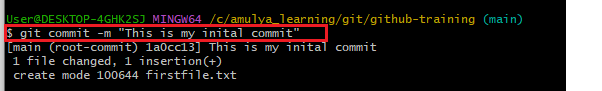 User@DESKTOP-4GHK2SJ MINGW64 /c/amulya_learning/git/github-training (main)
$ git commit -m "This is my inital commit"
[main (root-commit) 1a0cc13] This is my inital commit
 1 file changed, 1 insertion(+)
 create mode 100644 firstfile.txt